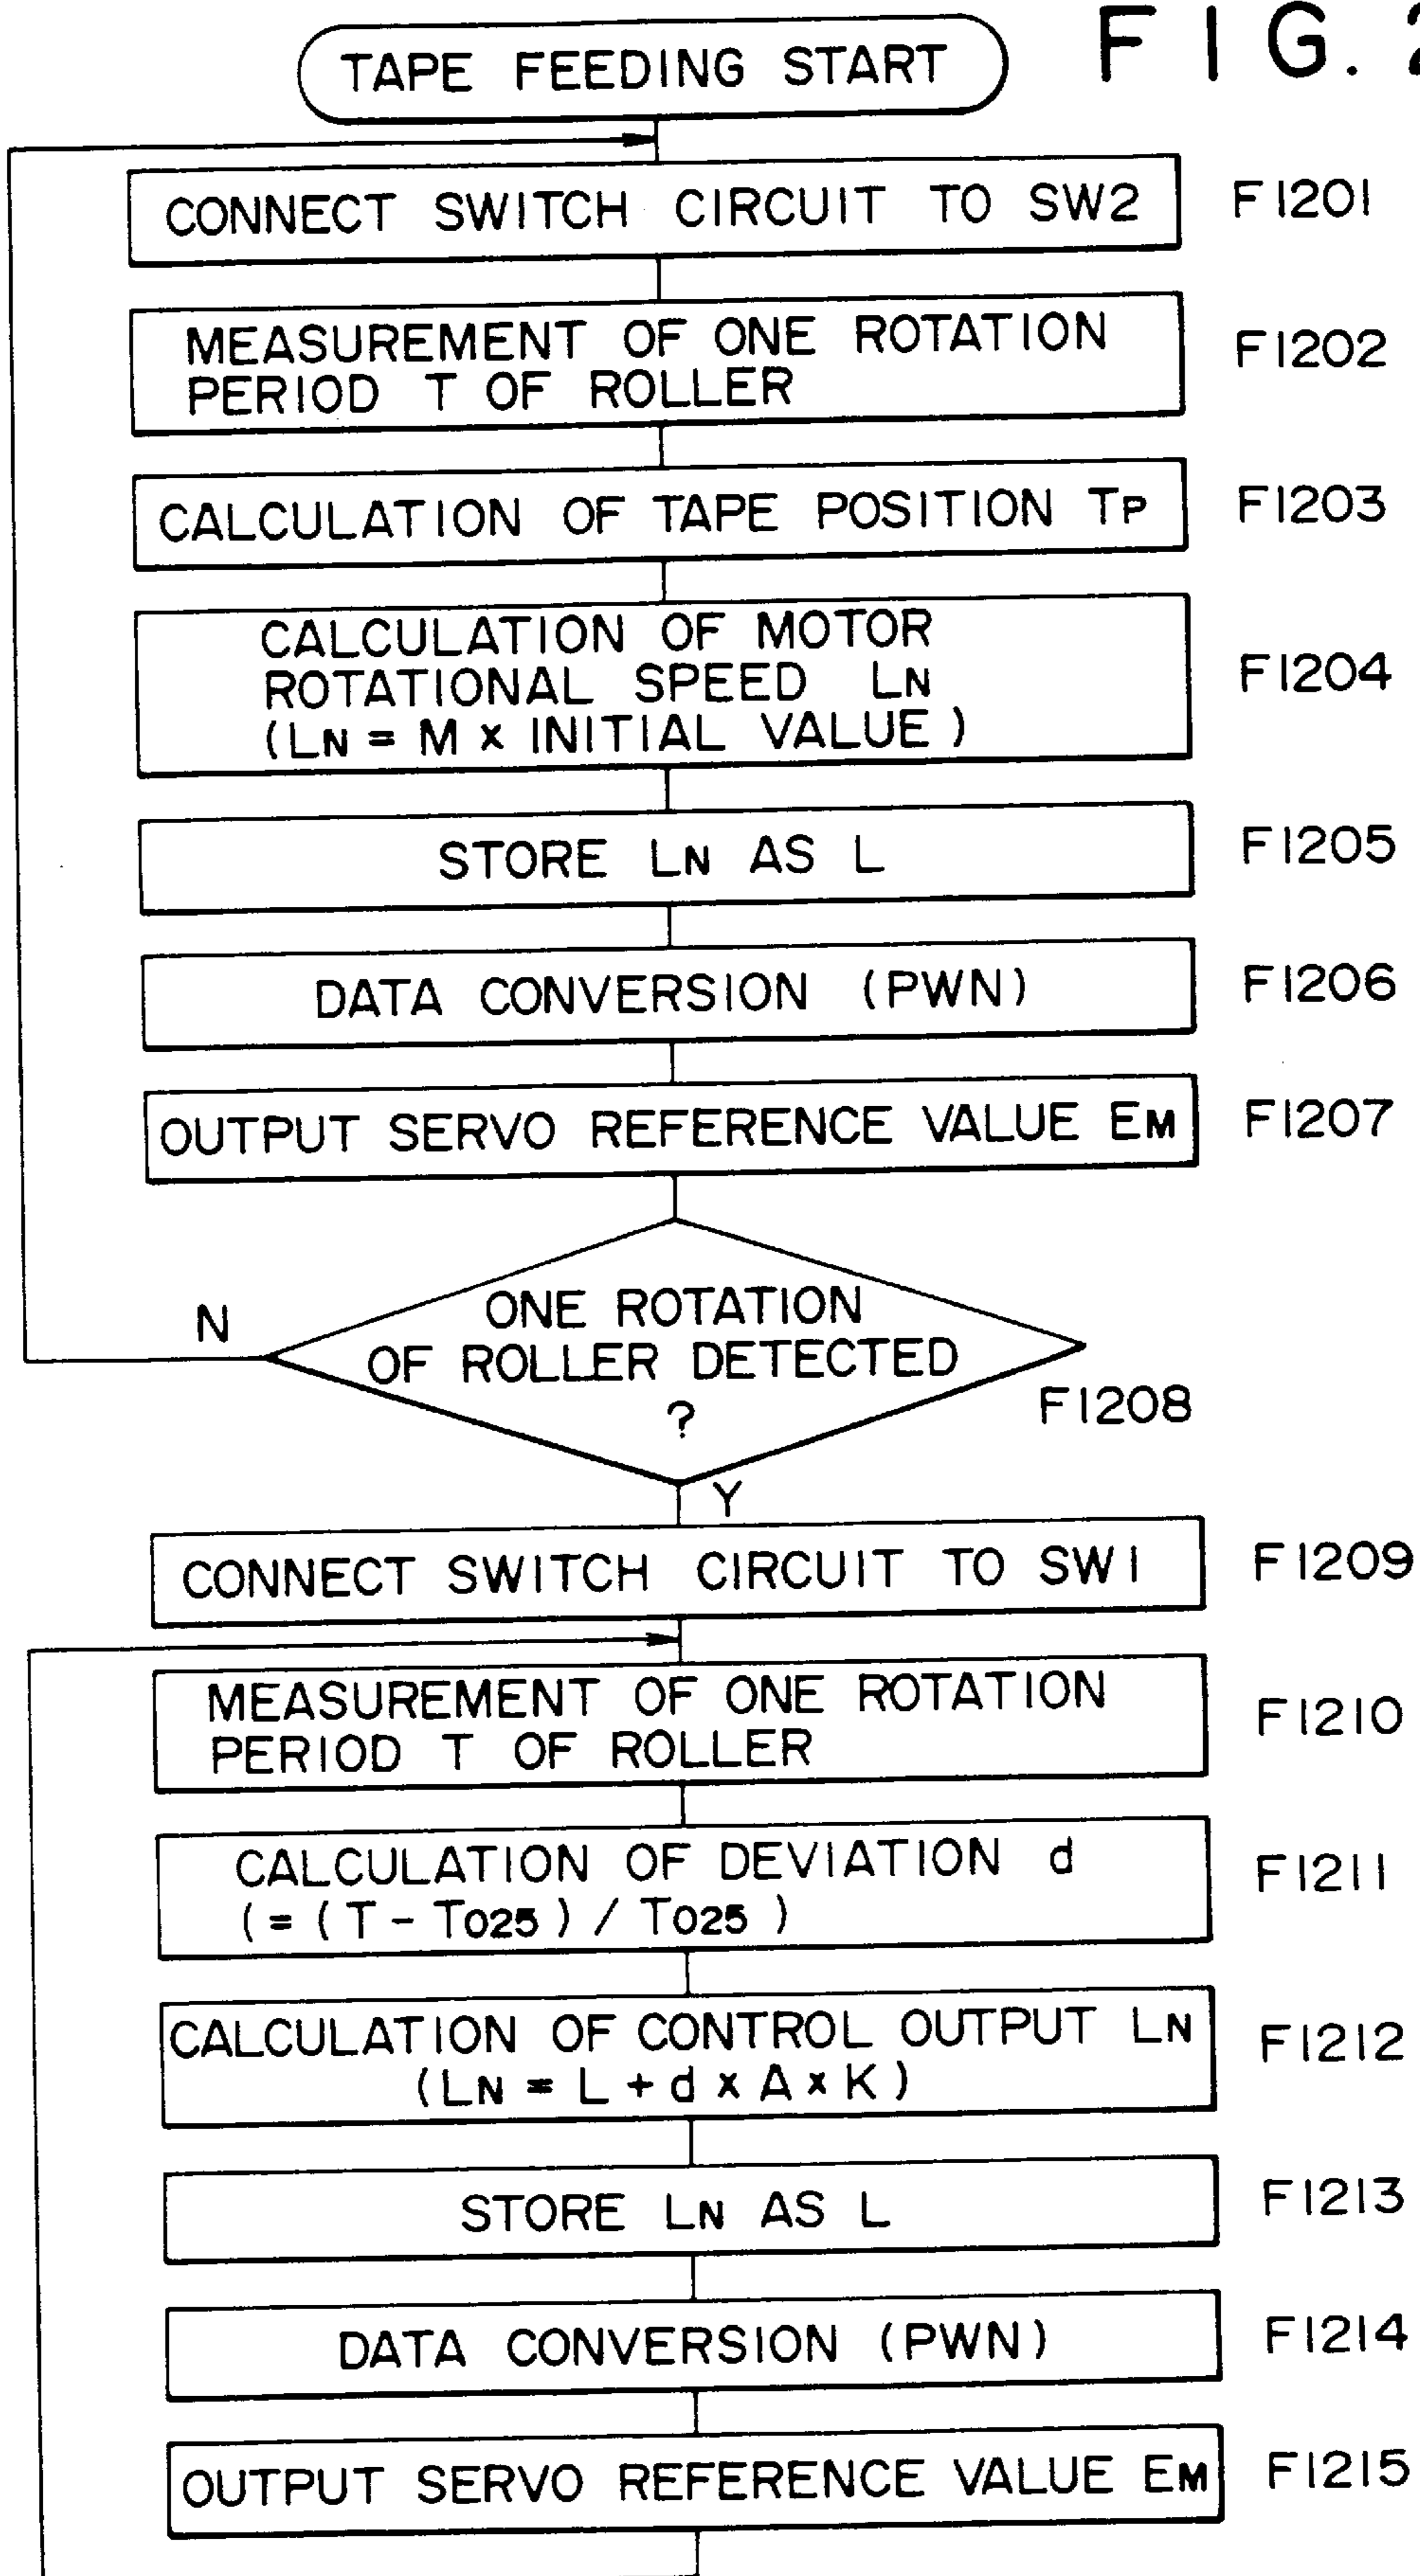 FIG. 2
TAPE FEEDING START
CONNECT SWITCH CIRCUIT TO SW2
F1201
MEASUREMENT OF ONE ROTATION
PERIOD T OF ROLLER
F1202
CALCULATION OF TAPE POSITION TP
F1203
CALCULATION OF MOTOR
ROTATIONAL SPEED LN
(LN = M x INITIAL VALUE)
F1204
STORE LN AS L
F1205
DATA CONVERSION (PWN)
F1206
OUTPUT SERVO REFERENCE VALUE EM
F1207
ONE ROTATION
OF ROLLER DETECTED
?
N
F1208
Y
CONNECT SWITCH CIRCUIT TO SW1
F1209
MEASUREMENT OF ONE ROTATION
PERIOD T OF ROLLER
F1210
CALCULATION OF DEVIATION d
(= (T - T025) / T025)
F1211
CALCULATION OF CONTROL OUTPUT LN
(LN = L + d x A x K)
F1212
STORE LN AS L
F1213
DATA CONVERSION (PWN)
F1214
OUTPUT SERVO REFERENCE VALUE EM
F1215